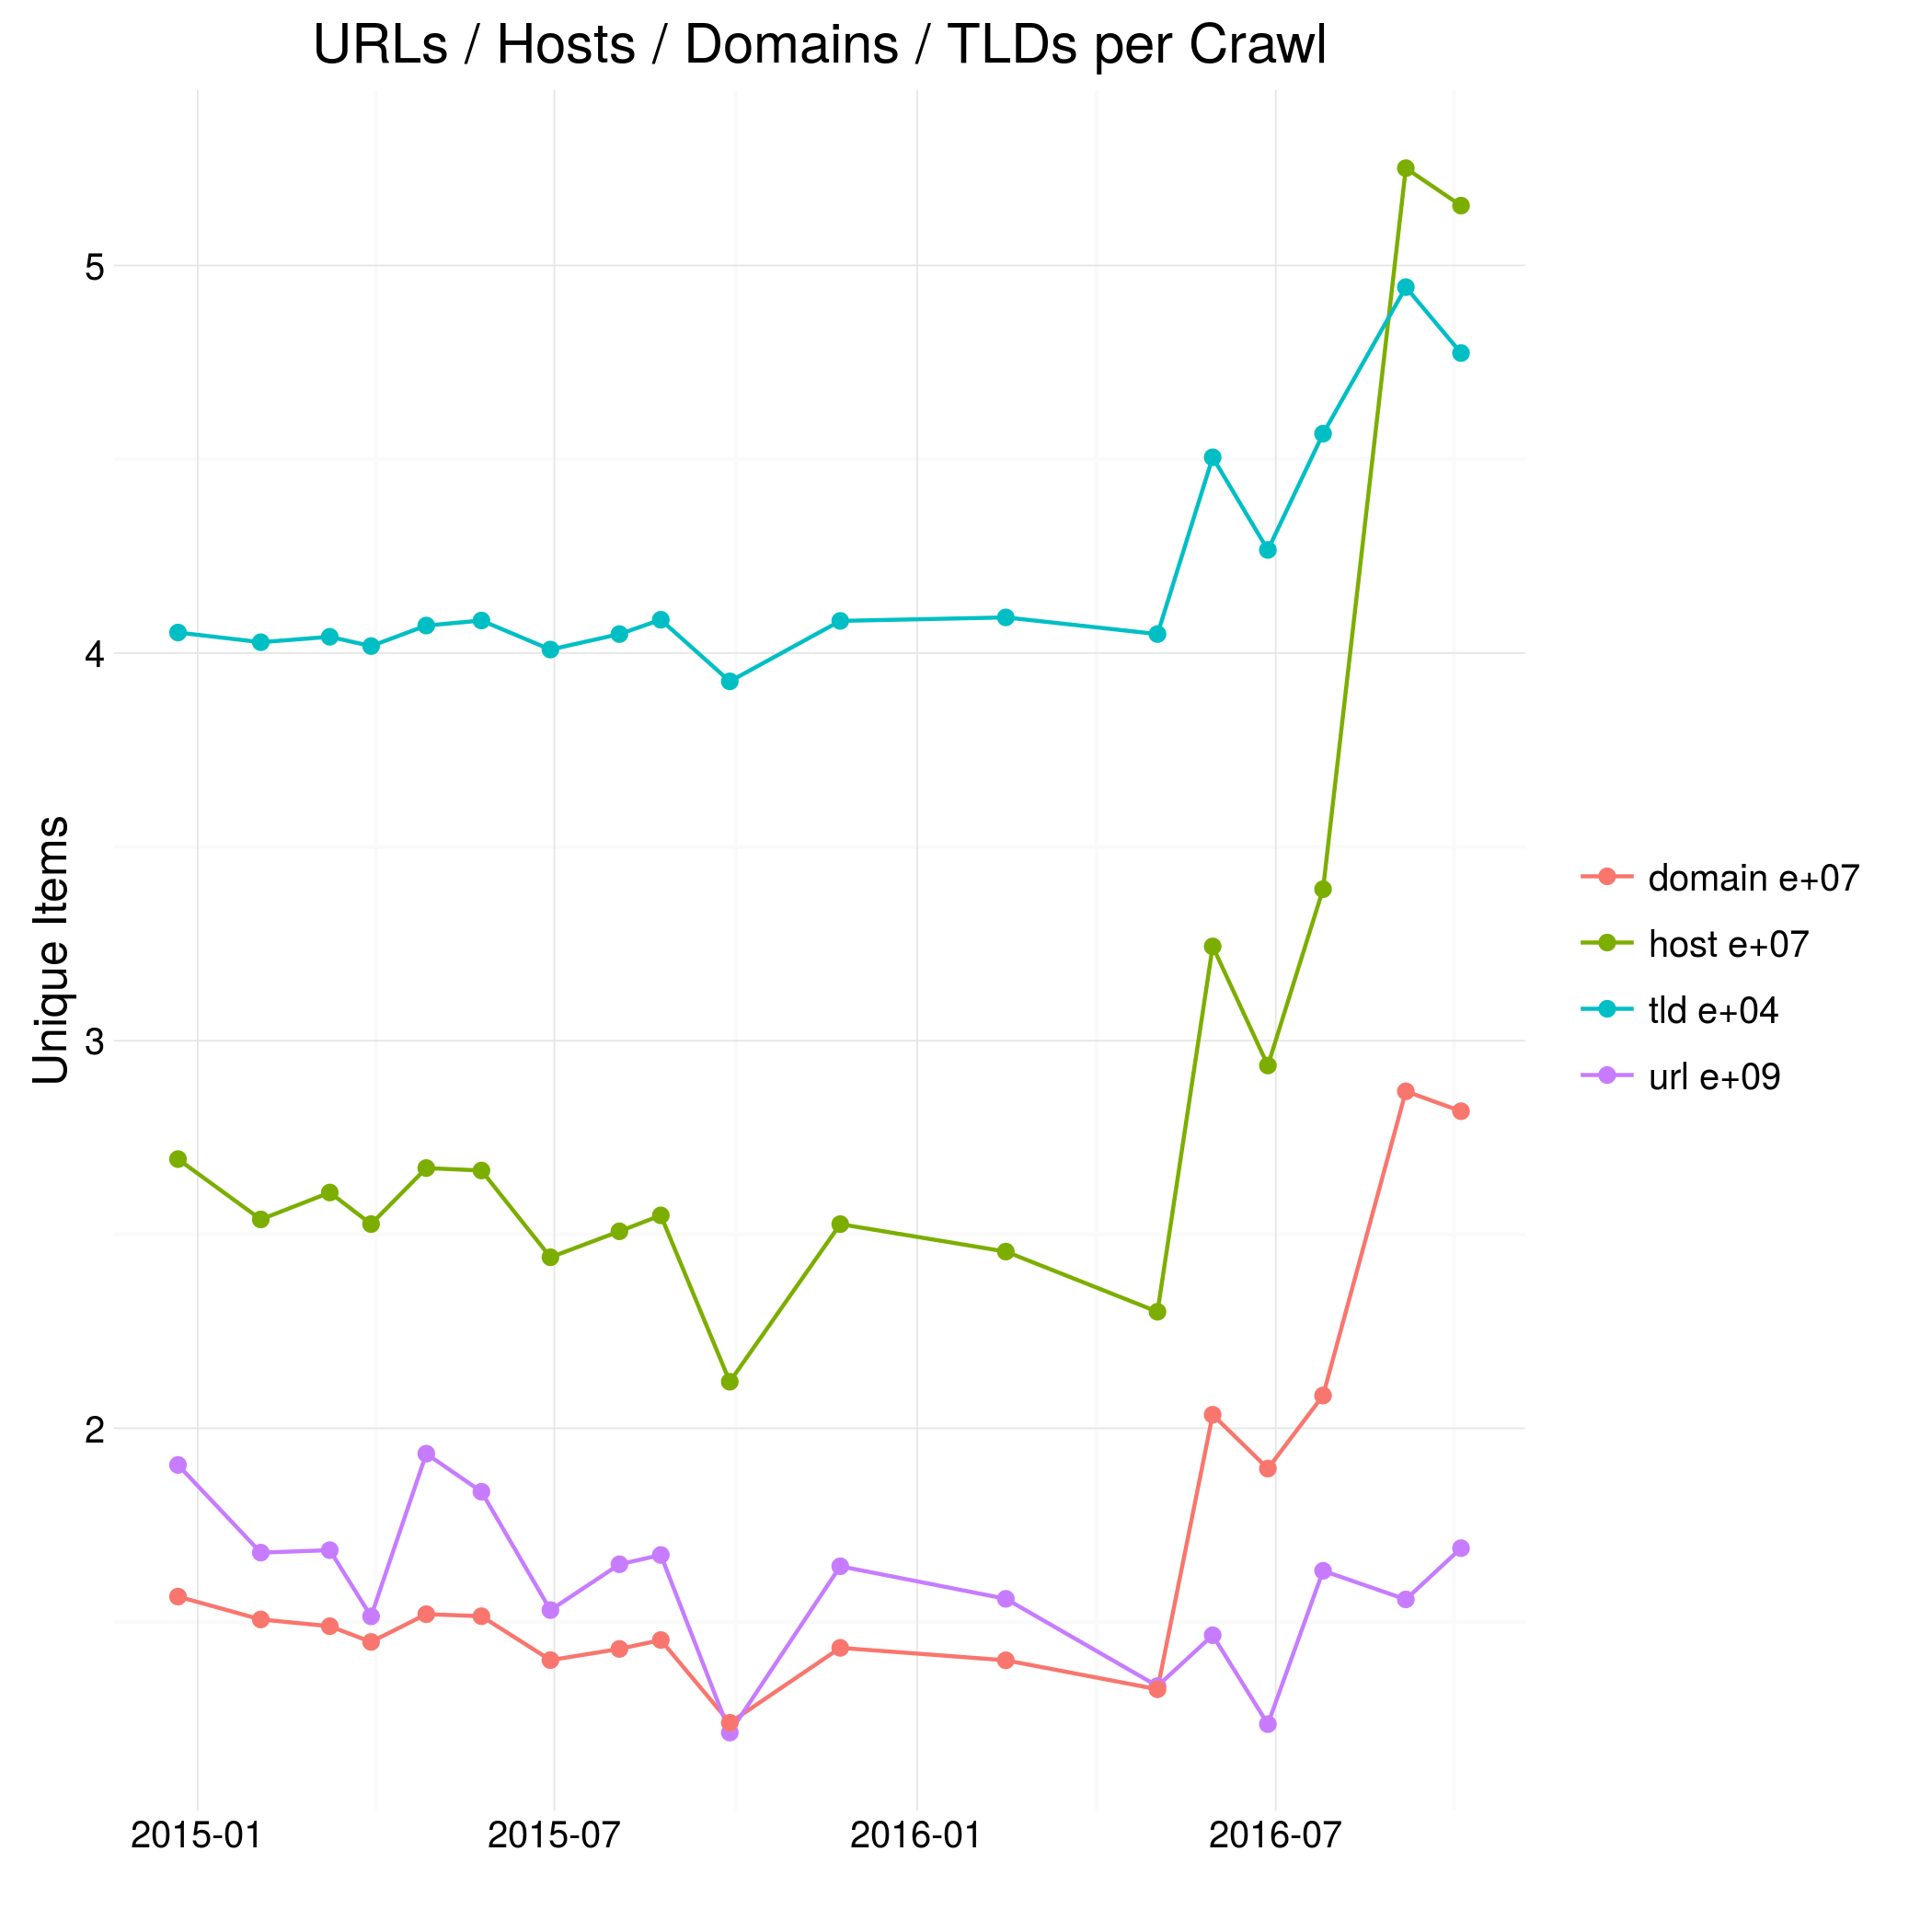 URLs / Hosts / Domains / TLDs per Crawl
Unique Items
5
4
3
2
2015-01
2015-07
2016-01
2016-07
domain e+07
host e+07
tld e+04
url e+09